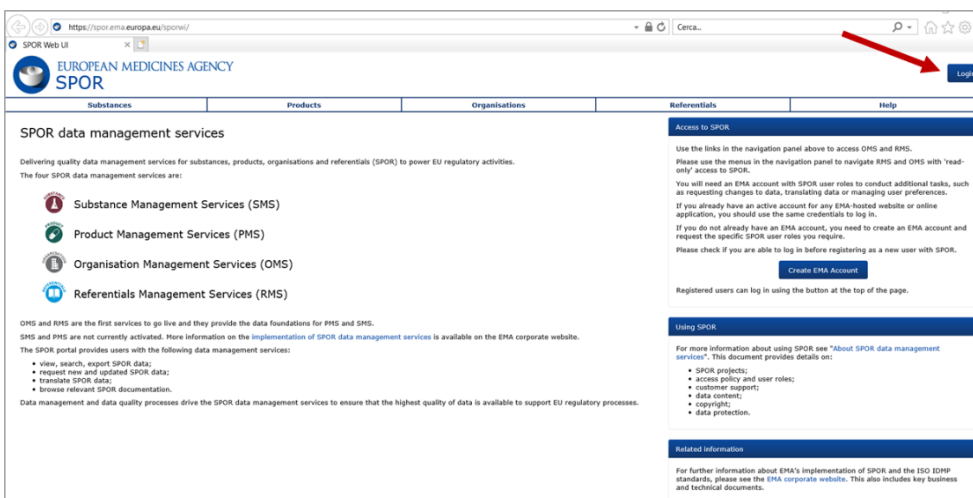 https://spor.ema.europa.eu/sporwi/
Cerca...
SPOR Web UI
EUROPEAN MEDICINES AGENCY
SPOR
Login
Substances
Products
Organisations
Referentials
Help
SPOR data management services
Delivering quality data management services for substances, products, organisations and referentials (SPOR) to power EU regulatory activities.
The four SPOR data management services are:
Substance Management Services (SMS)
Product Management Services (PMS)
Organisation Management Services (OMS)
Referentials Management Services (RMS)
OMS and RMS are the first services to go live and they provide the data foundations for PMS and SMS.
SMS and PMS are not currently activated. More information on the implementation of SPOR data management services is available on the EMA corporate website.
The SPOR portal provides users with the following data management services:
• view, search, export SPOR data;
• request new and updated SPOR data;
• translate SPOR data;
• browse relevant SPOR documentation.
Data management and data quality processes drive the SPOR data management services to ensure that the highest quality of data is available to support EU regulatory processes.
Access to SPOR
Use the links in the navigation panel above to access OMS and RMS.
Please use the menus in the navigation panel to navigate RMS and OMS with 'read-
only' access to SPOR.
You will need an EMA account with SPOR user roles to conduct additional tasks, such
as requesting changes to data, translating data or managing user preferences.
If you already have an active account for any EMA-hosted website or online
application, you should use the same credentials to log in.
If you do not already have an EMA account, you need to create an EMA account and
request the specific SPOR user roles you require.
Please check if you are able to log in before registering as a new user with SPOR.
Create EMA Account
Registered users can log in using the button at the top of the page.
Using SPOR
For more information about using SPOR see "About SPOR data management
services". This document provides details on:
• SPOR projects;
• access policy and user roles;
• customer support;
• data content;
• copyright;
• data protection.
Related information
For further information about EMA's implementation of SPOR and the ISO IDMP
standards, please see the EMA corporate website. This also includes key business
and technical documents.